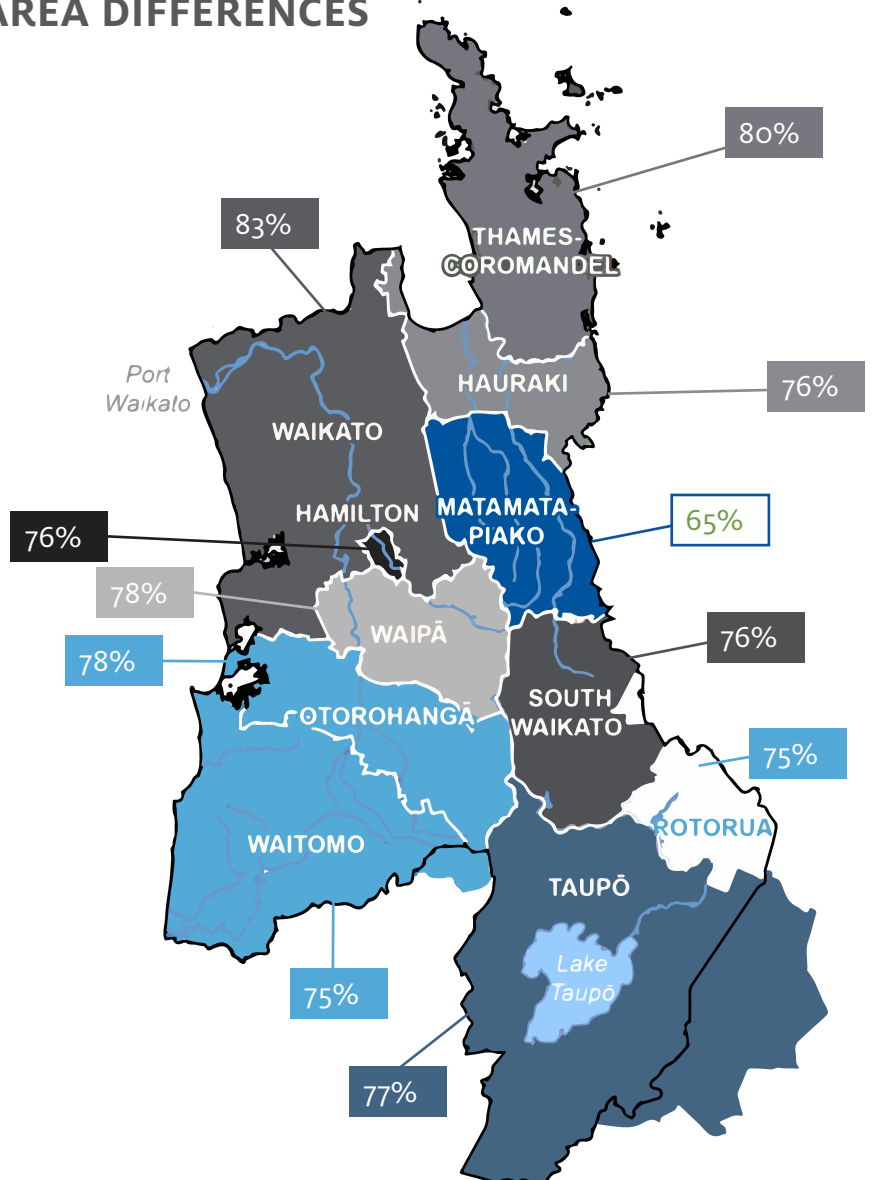 AREA DIFFERENCES
80%
83%
THAMES-
COROMANDEL
Port
Waikato
HAURAKI
76%
WAIKATO
HAMILTON
MATAMATA-
PIAKO
65%
76%
78%
WAIPĀ
76%
78%
SOUTH
WAIKATO
OTOROHANGĀ
75%
ROTORUA
WAITOMO
TAUPŌ
Lake
Taupō
75%
77%